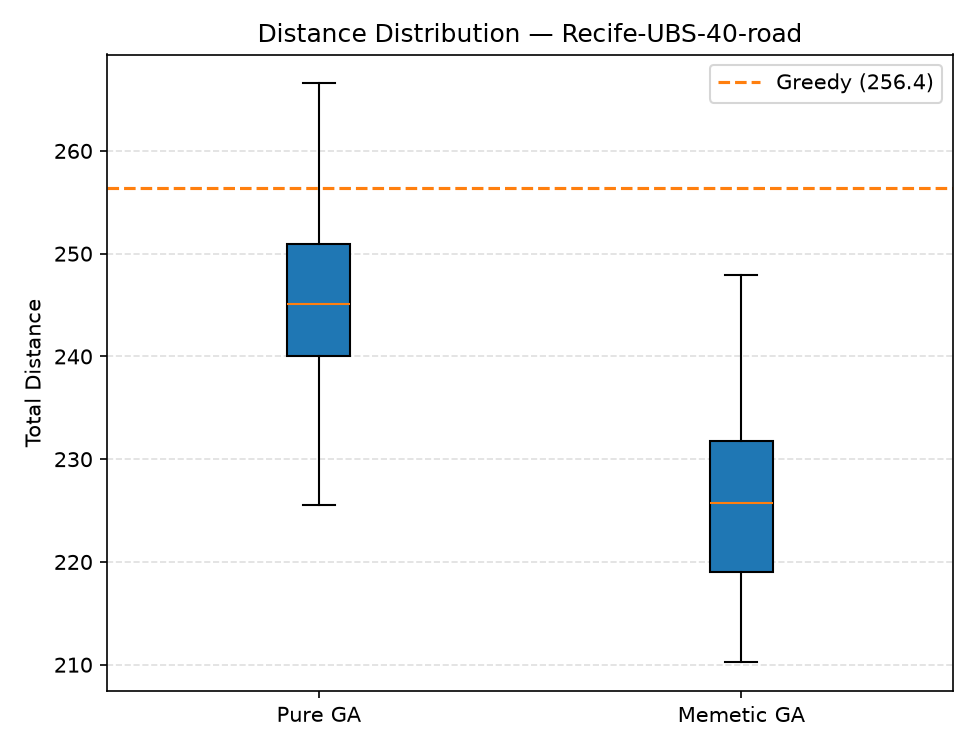 Distance Distribution — Recife-UBS-40-road
Greedy (256.4)
Total Distance
260
250
240
230
220
210
Pure GA
Memetic GA